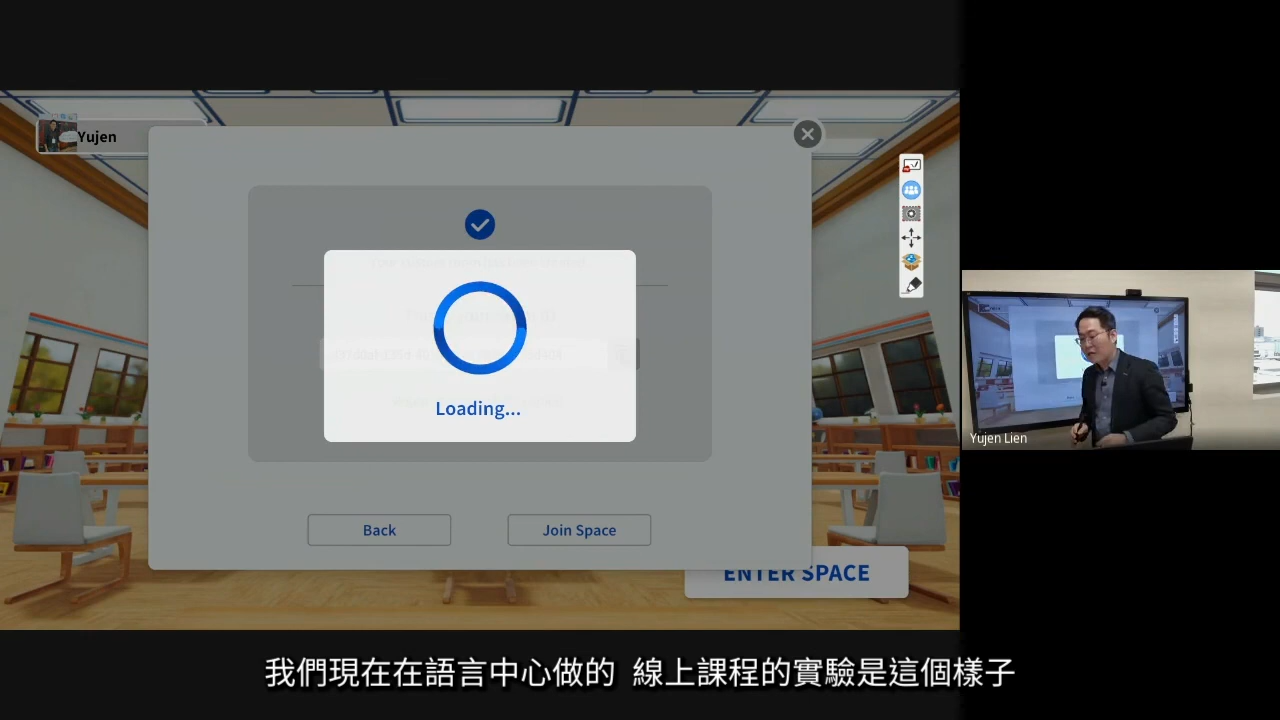 Yujen
Loading...
Back
Join Space
ENTER SPACE
Yujen Lien
我們現在在語言中心做的 線上課程的實驗是這個樣子